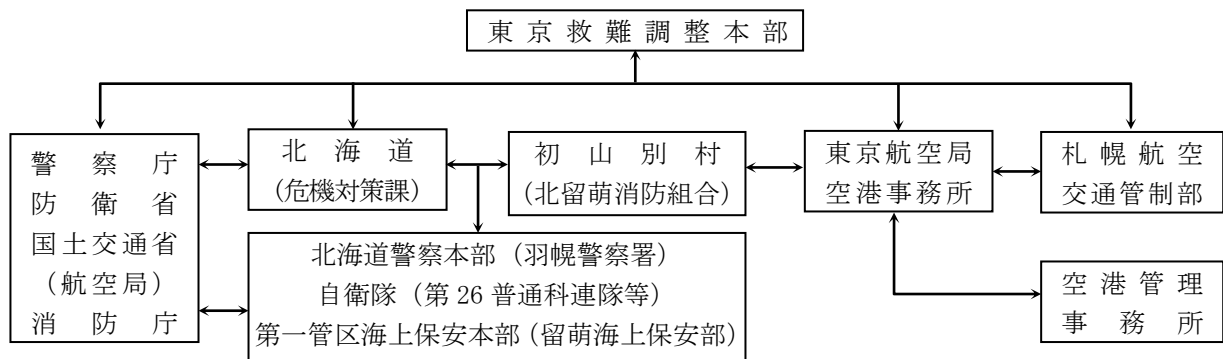 東京救難調整本部
警察庁
防衛省
国土交通省
(航空局)
消防庁
北海道
(危機対策課)
初山別村
(北留萌消防組合)
東京航空局
空港事務所
札幌航空
交通管制部
北海道警察本部（羽幌警察署）
自衛隊（第26普通科連隊等）
第一管区海上保安本部（留萌海上保安部）
空港管理
事務所